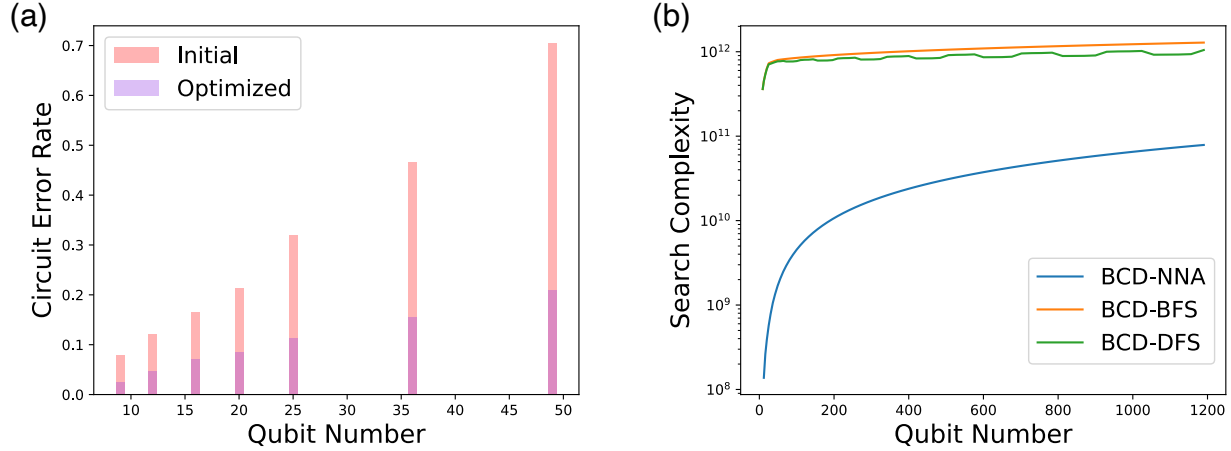 (a)
Circuit Error Rate
0.7
0.6
0.5
0.4
0.3
0.2
0.1
0.0
Initial
Optimized
10 15 20 25 30 35 40 45 50
Qubit Number
(b)
Search Complexity
10¹²
10¹¹
10¹⁰
10⁹
10⁸
BCD-NNA
BCD-BFS
BCD-DFS
0 200 400 600 800 1000 1200
Qubit Number